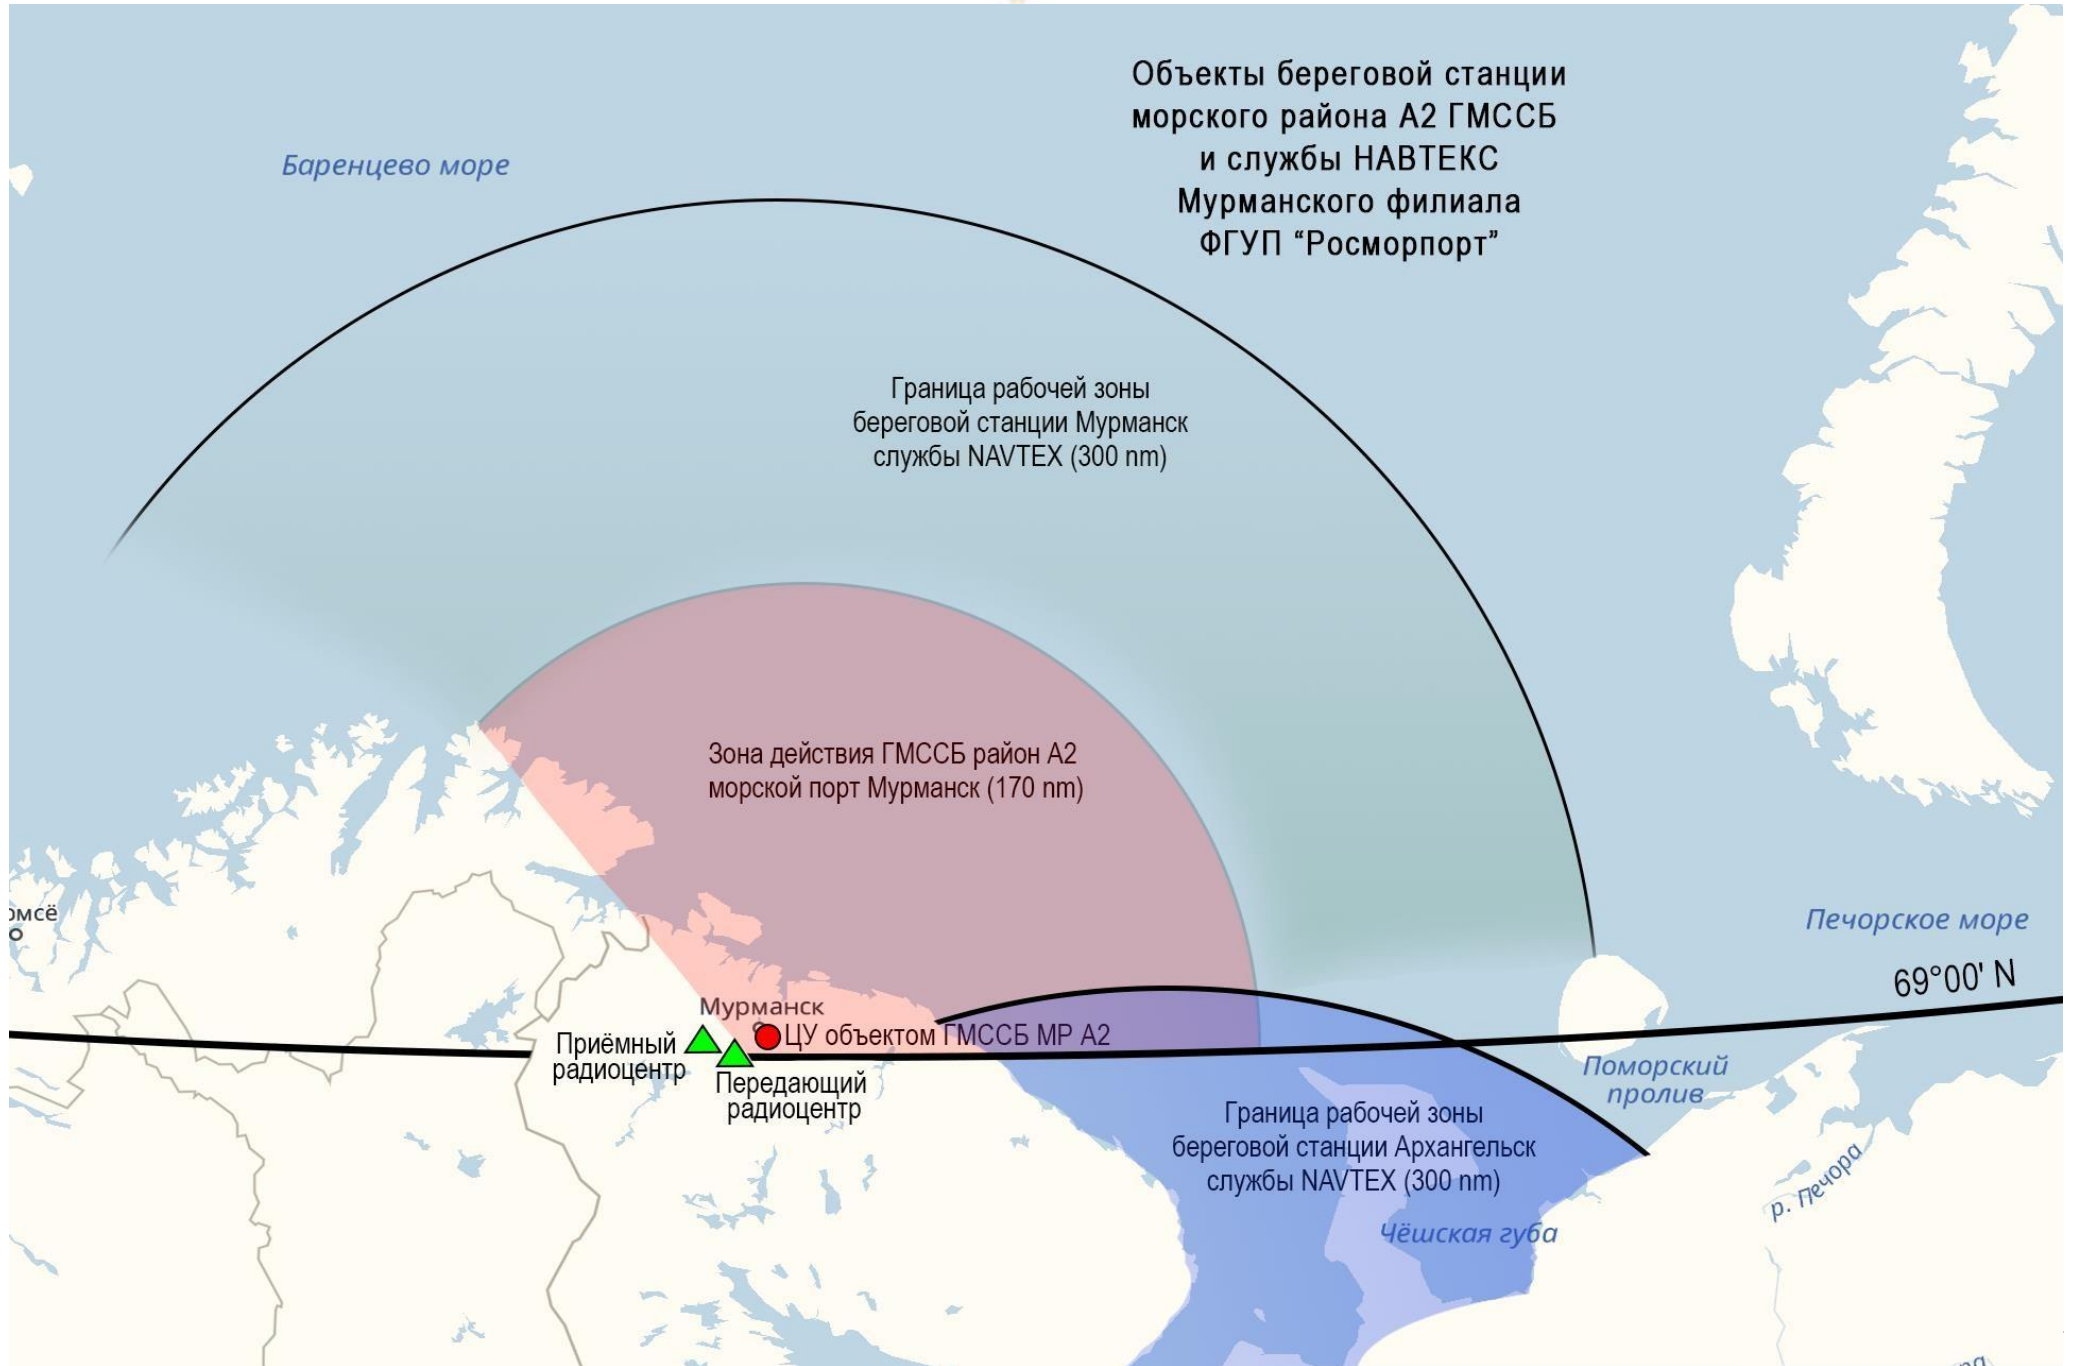 Объекты береговой станции
морского района А2 ГМССБ
и службы НАВТЕКС
Мурманского филиала
ФГУП “Росморпорт”
Баренцево море
Граница рабочей зоны
береговой станции Мурманск
службы NAVTEX (300 nm)
Зона действия ГМССБ район А2
морской порт Мурманск (170 nm)
омсё
Печорское море
69°00' N
Мурманск
ЦУ объектом ГМССБ МР А2
Приёмный
радиоцентр
Передающий
радиоцентр
Поморский
пролив
Граница рабочей зоны
береговой станции Архангельск
службы NAVTEX (300 nm)
р. Печора
Чёшская губа